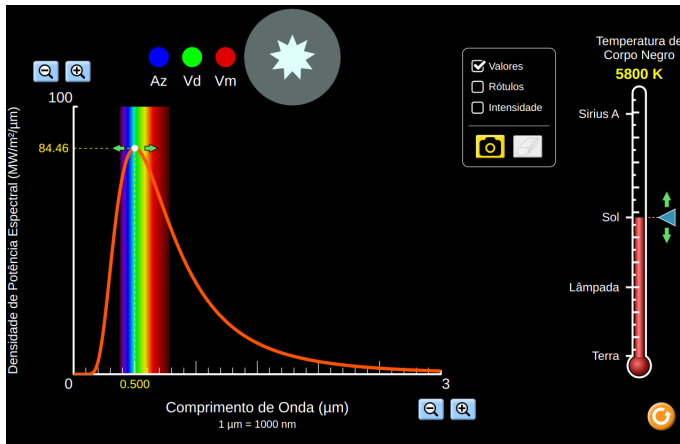 Az Vd Vm
100
84.46
Densidade de Potência Espectral (MW/m²/µm)
0
0.500
3
Comprimento de Onda (µm)
1 µm = 1000 nm
Valores
Rótulos
Intensidade
Temperatura de
Corpo Negro
5800 K
Sirius A
Sol
Lâmpada
Terra